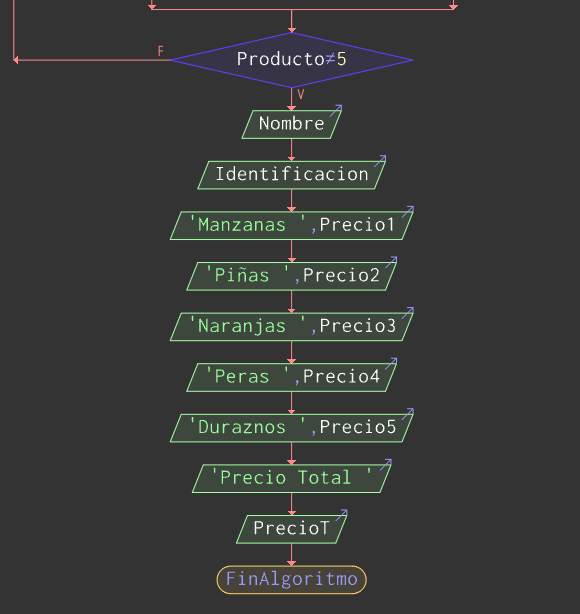 Producto≠5
F
V
Nombre
Identificacion
'Manzanas ',Precio1
'Piñas ',Precio2
'Naranjas ',Precio3
'Peras ',Precio4
'Duraznos ',Precio5
'Precio Total '
PrecioT
FinAlgoritmo